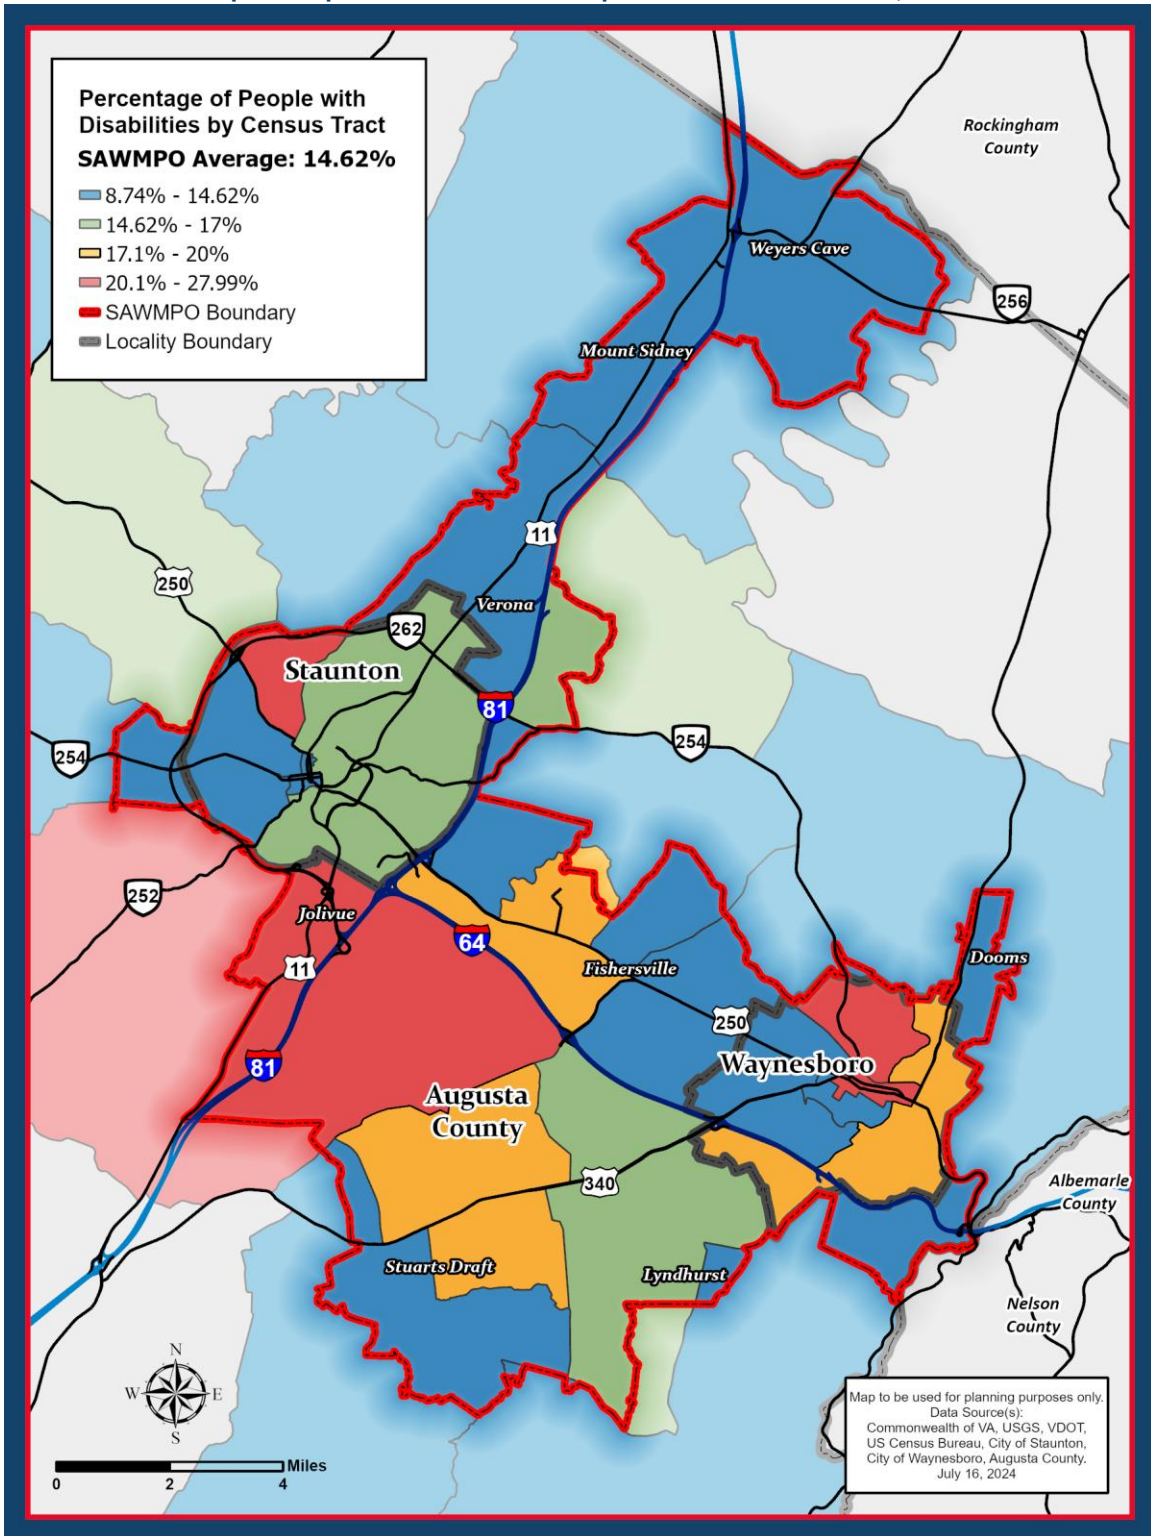 Percentage of People with
Disabilities by Census Tract
SAWMPO Average: 14.62%
8.74% - 14.62%
14.62% - 17%
17.1% - 20%
20.1% - 27.99%
SAWMPO Boundary
Locality Boundary
Rockingham
County
Weyers Cave
256
Mount Sidney
11
250
Verona
262
Staunton
81
254
254
252
Jolivue
64
11
Fishersville
Dooms
250
81
Waynesboro
Augusta
County
340
Albemarle
County
Stuarts Draft
Lyndhurst
Nelson
County
N
W E
S
Miles
0 2 4
Map to be used for planning purposes only.
Data Source(s):
Commonwealth of VA, USGS, VDOT,
US Census Bureau, City of Staunton,
City of Waynesboro, Augusta County.
July 16, 2024